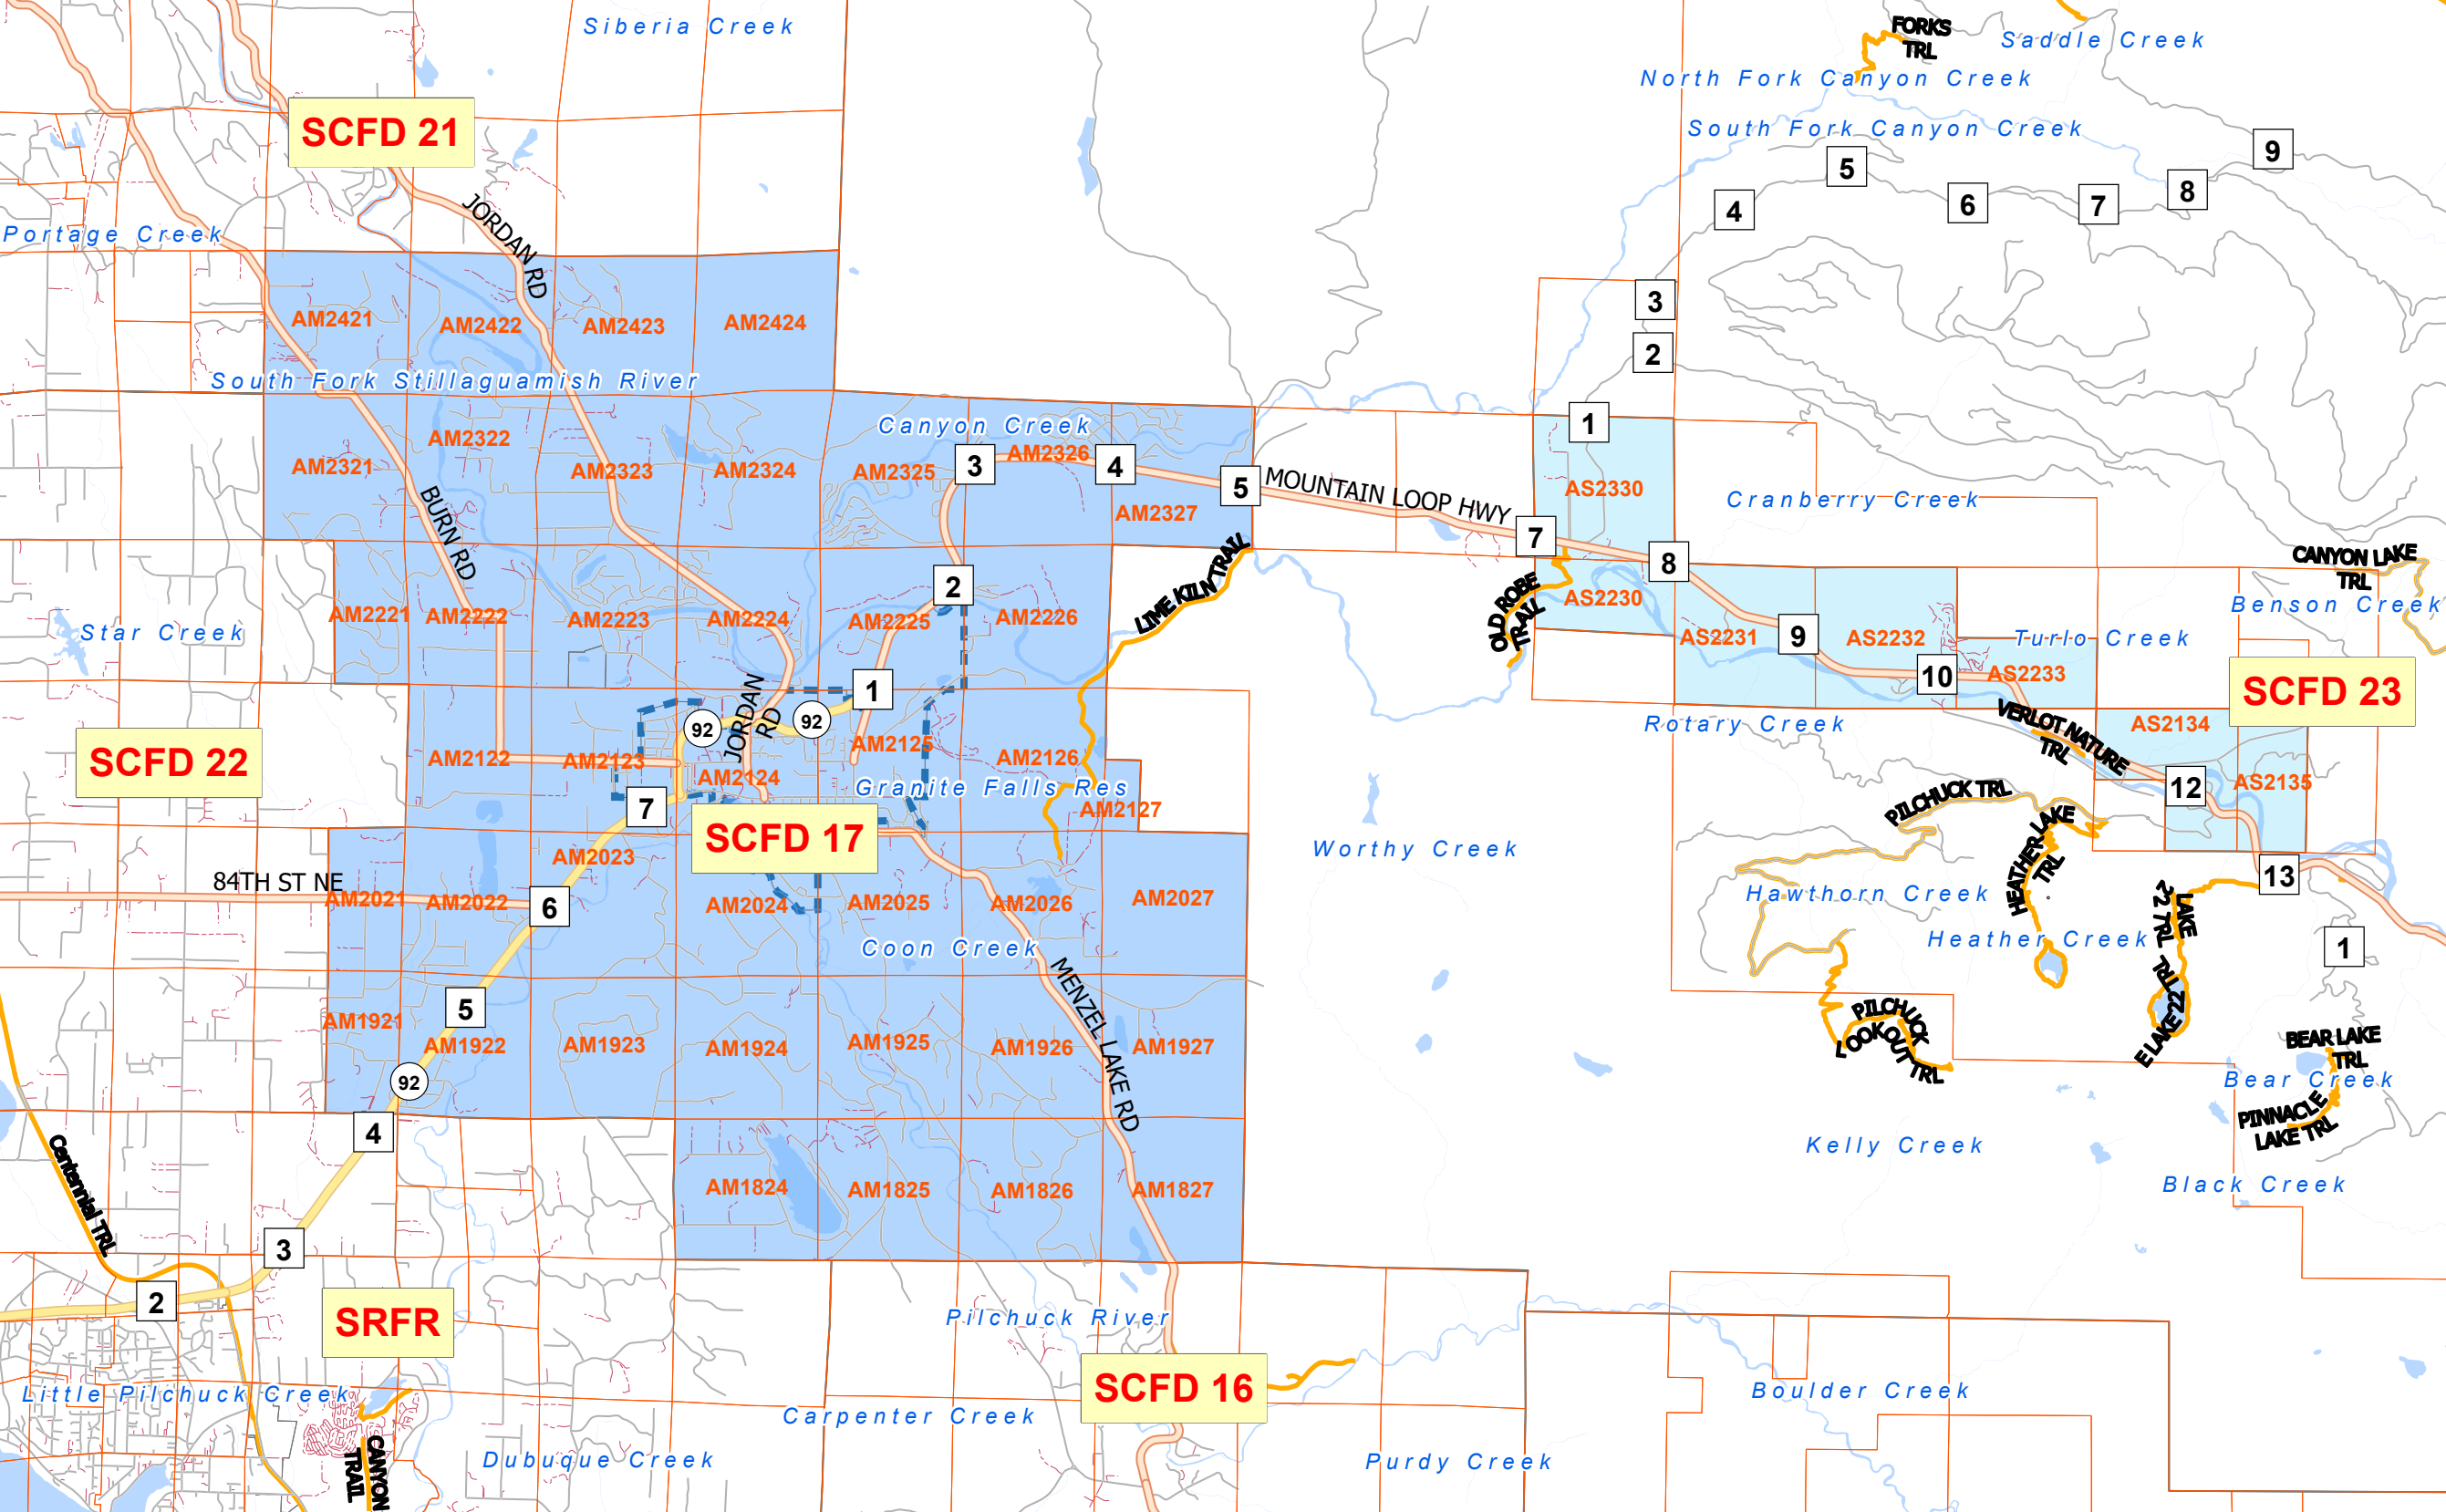 Siberia Creek
FORKS
TRL
Saddle Creek
North Fork Canyon Creek
South Fork Canyon Creek
SCFD 21
9
5
8
4
6
7
JORDAN RD
Portage Creek
3
2
AM2421
AM2422
AM2423
AM2424
South Fork Stillaguamish River
1
Canyon Creek
AM2322
AM2321
AM2323
AM2324
AM2325
3
AM2326
4
5
MOUNTAIN LOOP HWY
AM2327
AS2330
Cranberry Creek
BURN RD
7
8
CANYON LAKE
TRL
LIME KILN TRAIL
OLD ROBE
TRAIL
2
AS2230
Benson Creek
AM2221
AM2222
AM2223
AM2224
AM2225
AM2226
Star Creek
AS2231
9
AS2232
Turlo Creek
10
AS2233
SCFD 23
1
92
92
JORDAN
RD
Rotary Creek
VERLOT NATURE
TRL
AS2134
SCFD 22
AM2122
AM2123
AM2124
AM2125
AM2126
Granite Falls Res
AM2127
12
AS2135
PILCHUCK TRL
7
SCFD 17
HEATHER LAKE
TRL
Worthy Creek
AM2023
84TH ST NE
AM2021
AM2022
6
AM2024
AM2025
AM2026
AM2027
13
Hawthorn Creek
LAKE
22 TRL
Heather Creek
1
Coon Creek
MENZEL LAKE RD
5
AM1921
AM1922
AM1923
AM1924
AM1925
AM1926
AM1927
E LAKE 22
TRL
PILCHUCK
LOOKOUT TRL
BEAR LAKE
TRL
92
Bear Creek
4
PINNACLE
LAKE TRL
Kelly Creek
Centennial TRL
AM1824
AM1825
AM1826
AM1827
Black Creek
3
2
SRFR
Pilchuck River
SCFD 16
Little Pilchuck Creek
Boulder Creek
Carpenter Creek
CANYON
TRAIL
Dubuque Creek
Purdy Creek